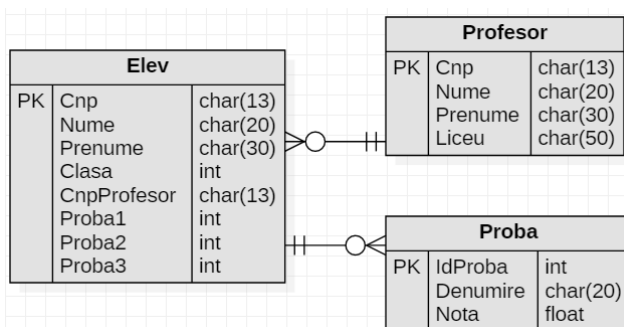 Elev
PK Cnp char(13)
Nume char(20)
Prenume char(30)
Clasa int
CnpProfesor char(13)
Proba1 int
Proba2 int
Proba3 int
Profesor
PK Cnp char(13)
Nume char(20)
Prenume char(30)
Liceu char(50)
Proba
PK IdProba int
Denumire char(20)
Nota float